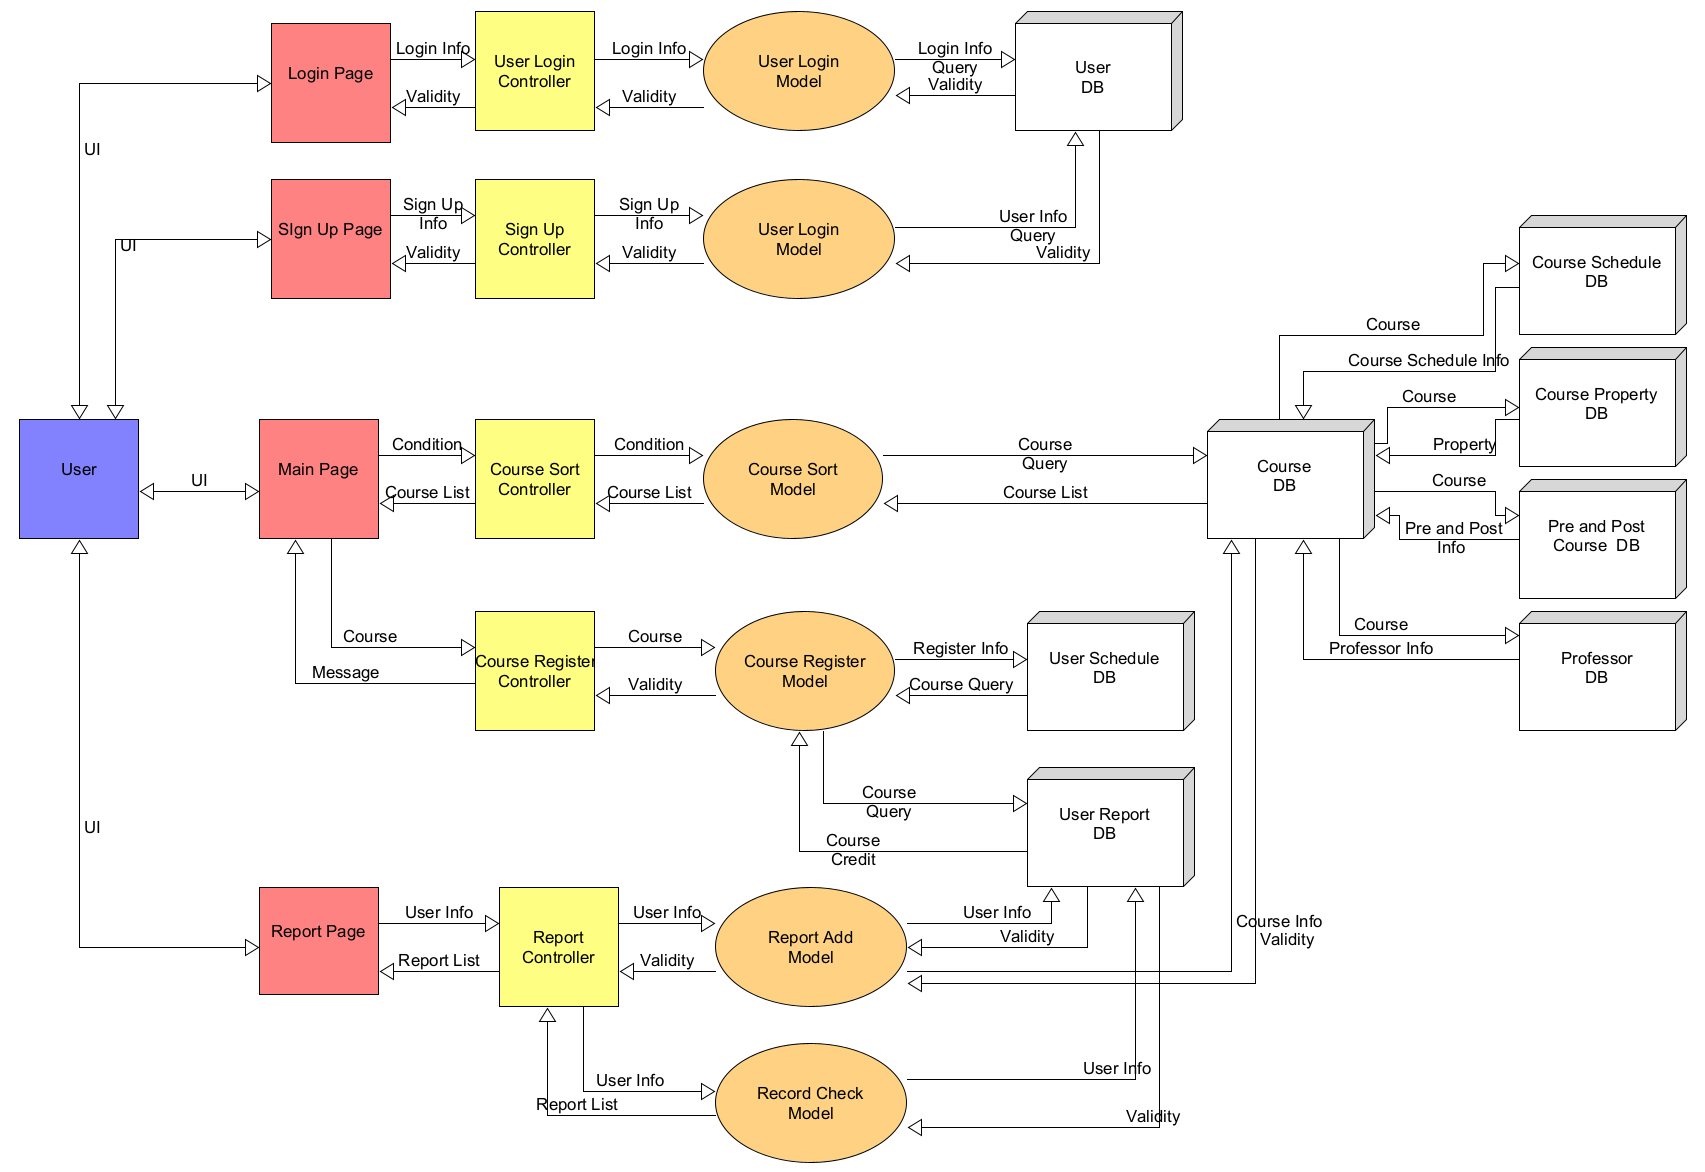 Login Page
Login Info
User Login
Controller
Login Info
User Login
Model
Login Info
Query
User
DB
Validity
Validity
Validity
UI
SIgn Up Page
Sign Up
Info
Sign Up
Controller
Sign Up
Info
User Login
Model
User Info
Query
Validity
Validity
Validity
UI
Course Schedule
DB
Course
Course Schedule Info
Course Property
DB
Course
Property
User
UI
Main Page
Condition
Course Sort
Controller
Condition
Course Sort
Model
Course
Query
Course
DB
Course List
Course List
Course List
Course
Pre and Post
Info
Pre and Post
Course  DB
Course
Professor Info
Professor
DB
Course
Message
Course Register
Controller
Course
Validity
Course Register
Model
Register Info
Course Query
User Schedule
DB
Course
Query
Course
Credit
User Report
DB
UI
Report Page
User Info
Report List
Report
Controller
User Info
Validity
Report Add
Model
User Info
Validity
Course Info
Validity
User Info
Report List
Record Check
Model
User Info
Validity